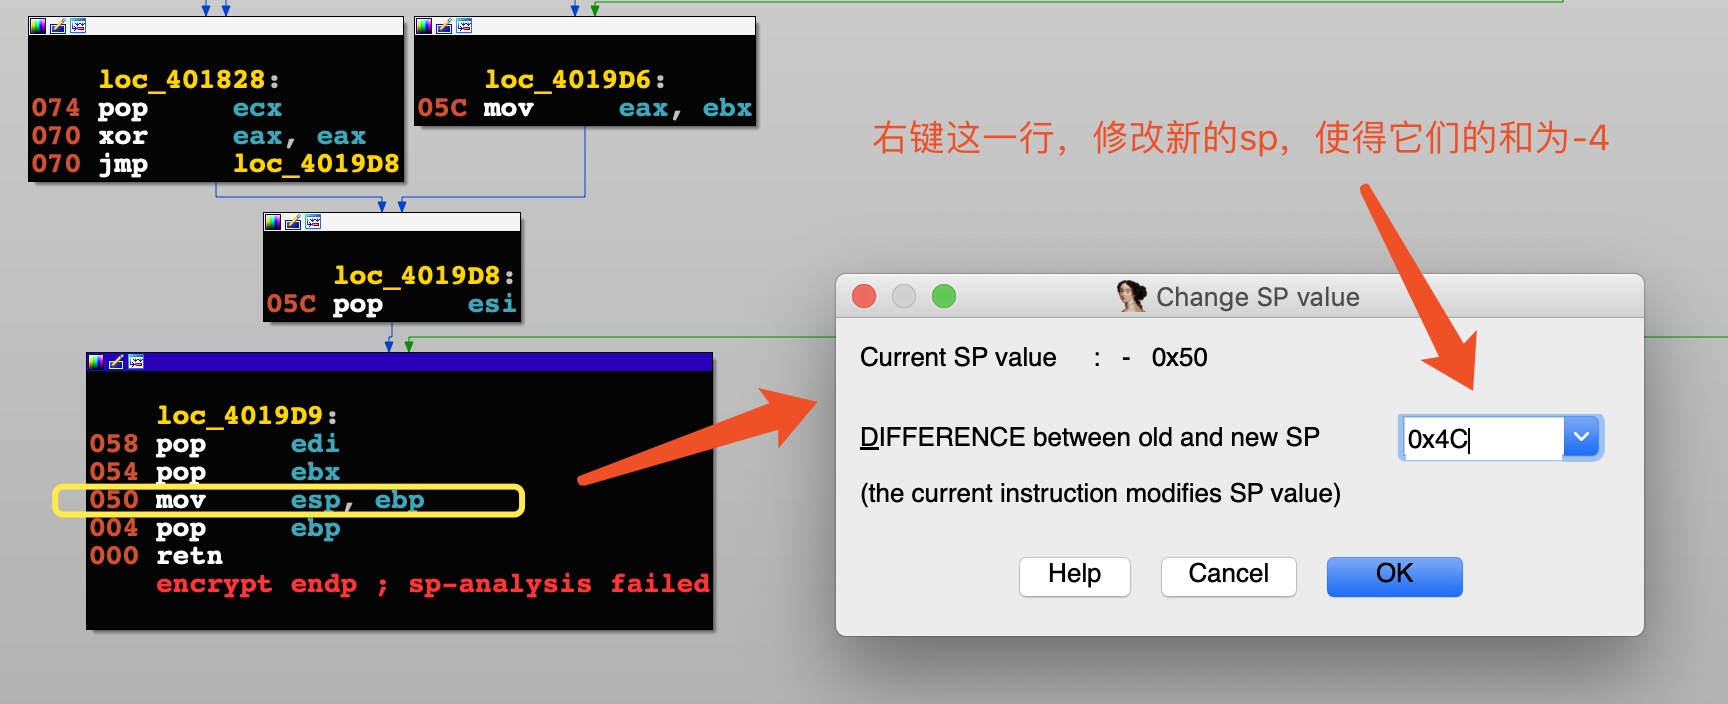 loc_401828:
074 pop ecx
070 xor eax, eax
070 jmp loc_4019D8
loc_4019D6:
05C mov eax, ebx
右键这一行，修改新的sp，使得它们的和为-4
loc_4019D8:
05C pop esi
loc_4019D9:
058 pop edi
054 pop ebx
050 mov esp, ebp
004 pop ebp
000 retn
encrypt endp ; sp-analysis failed
Change SP value
Current SP value : - 0x50
DIFFERENCE between old and new SP 0x4C
(the current instruction modifies SP value)
Help Cancel OK